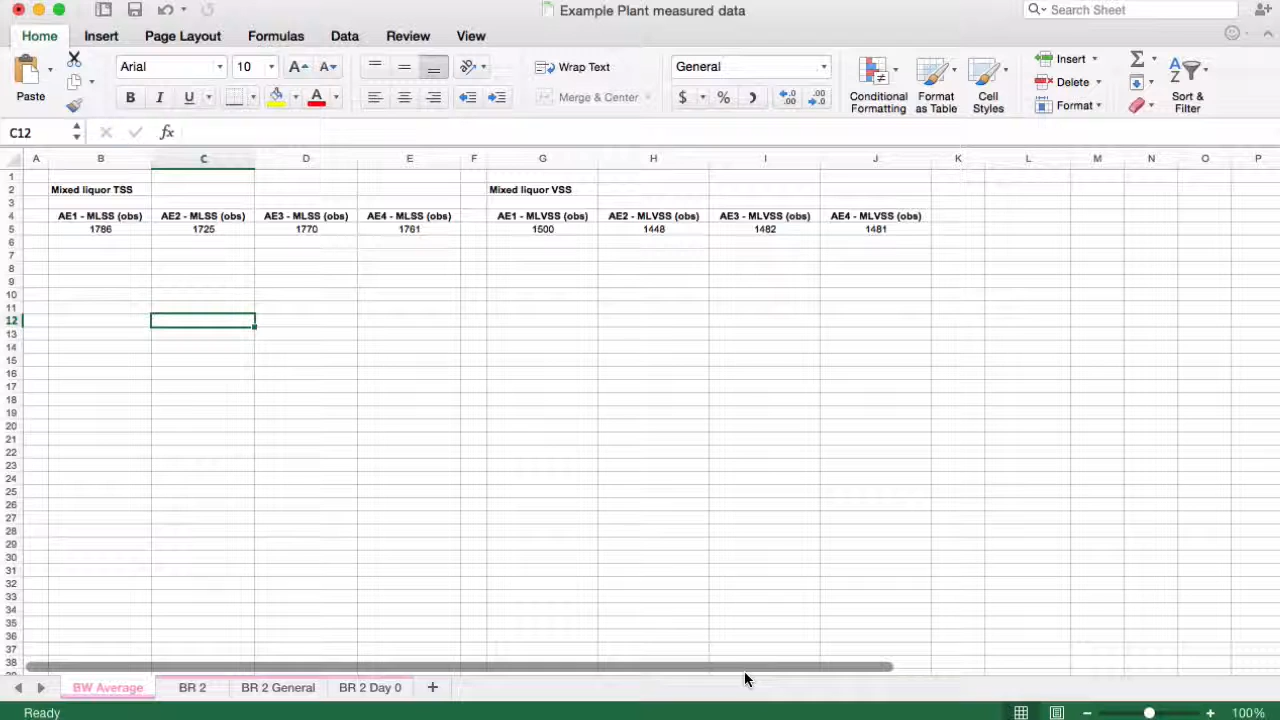 Example Plant measured data
Search Sheet
Home Insert Page Layout Formulas Data Review View
Paste
Arial 10
Wrap Text
Merge & Center
General
$ % 
Conditional Formatting
Format as Table
Cell Styles
Insert
Delete
Format
Sort & Filter
C12 fx
A B C D E F G H I J K L M N O P
1
2 Mixed liquor TSS Mixed liquor VSS
3
4 AE1 - MLSS (obs) AE2 - MLSS (obs) AE3 - MLSS (obs) AE4 - MLSS (obs) AE1 - MLVSS (obs) AE2 - MLVSS (obs) AE3 - MLVSS (obs) AE4 - MLVSS (obs)
5 1786 1725 1770 1761 1500 1448 1482 1481
6
7
8
9
10
11
12
13
14
15
16
17
18
19
20
21
22
23
24
25
26
27
28
29
30
31
32
33
34
35
36
37
38
BW Average BR 2 BR 2 General BR 2 Day 0 +
Ready 100%